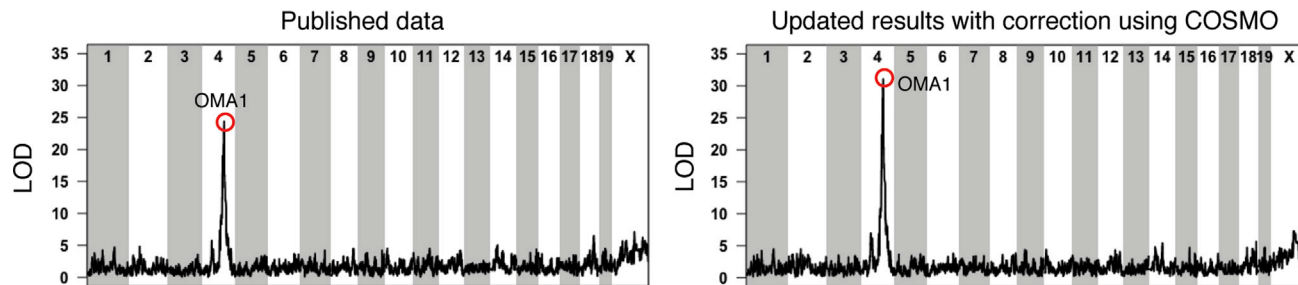 Published data
Updated results with correction using COSMO
35
30
25
20
15
10
5
0
LOD
1 2 3 4 5 6 7 8 9 10 11 12 13 14 15 16 17 18 19 X
OMA1
35
30
25
20
15
10
5
0
LOD
1 2 3 4 5 6 7 8 9 10 11 12 13 14 15 16 17 18 19 X
OMA1